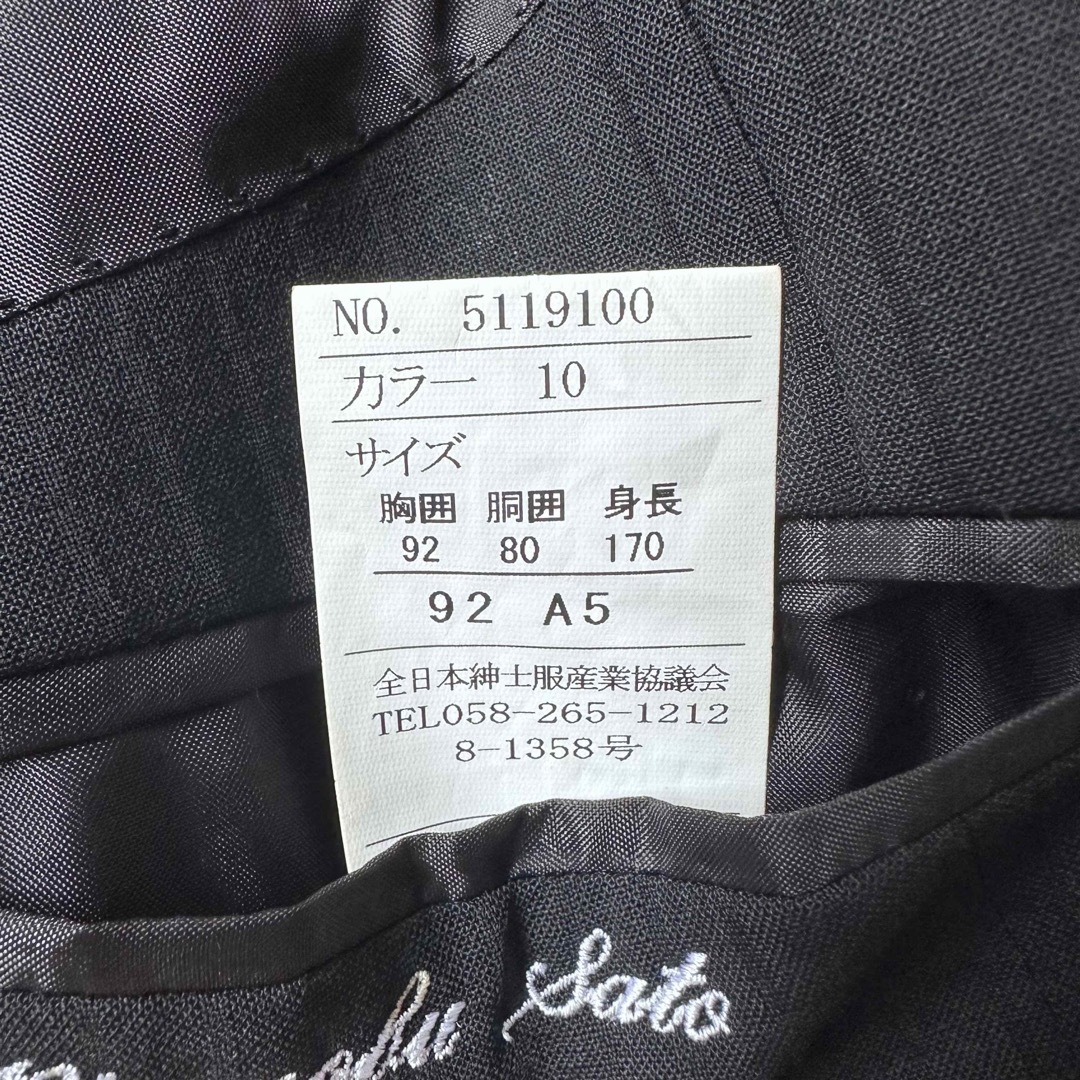 NO. 5119100
カラー 10
サイズ
胸囲 胴囲 身長
92 80 170
92 A5
全日本紳士服産業協議会
TEL058-265-1212
8-1358号
Sato